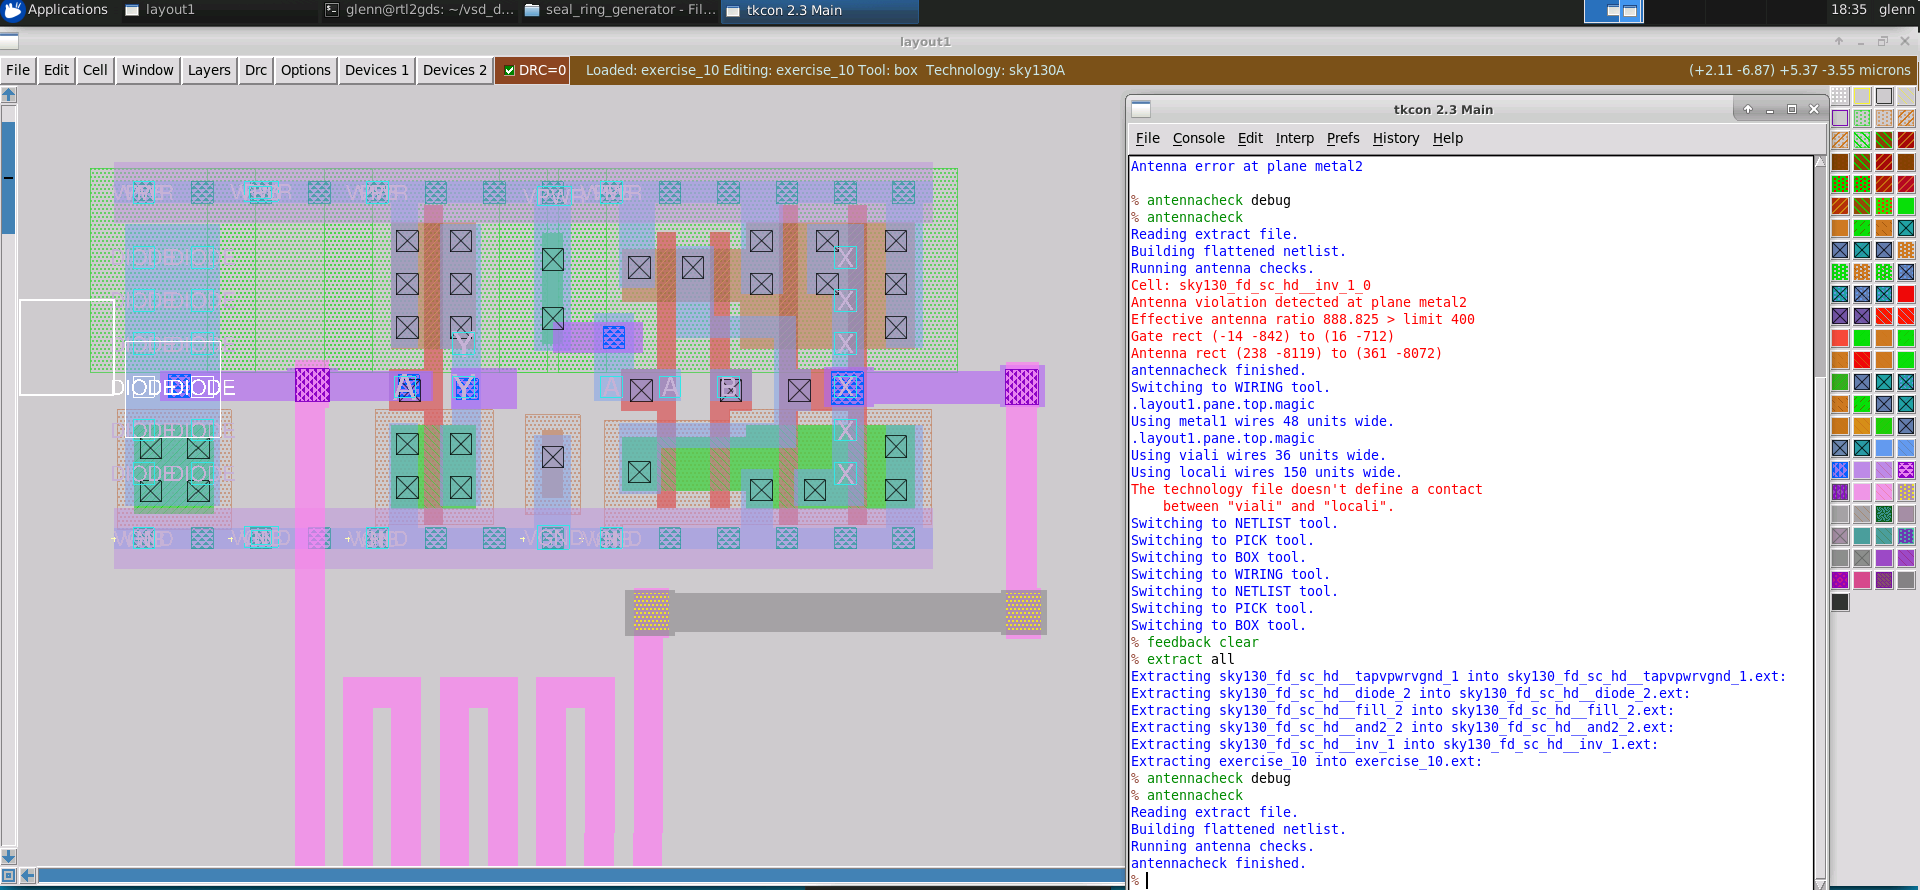 Applications
layout1
glenn@rtl2gds: ~/vsd_d...
seal_ring_generator - Fil...
tkcon 2.3 Main
18:35
glenn
layout1
File
Edit
Cell
Window
Layers
Drc
Options
Devices 1
Devices 2
DRC=0
Loaded: exercise_10 Editing: exercise_10 Tool: box Technology: sky130A
(+2.11 -6.87) +5.37 -3.55 microns
tkcon 2.3 Main
File Console Edit Interp Prefs History Help
Antenna error at plane metal2
% antennacheck debug
% antennacheck
Reading extract file.
Building flattened netlist.
Running antenna checks.
Cell: sky130_fd_sc_hd__inv_1_0
Antenna violation detected at plane metal2
Effective antenna ratio 888.825 > limit 400
Gate rect (-14 -842) to (16 -712)
Antenna rect (238 -8119) to (361 -8072)
antennacheck finished.
Switching to WIRING tool.
.layout1.pane.top.magic
Using metal1 wires 48 units wide.
.layout1.pane.top.magic
Using viali wires 36 units wide.
Using locali wires 150 units wide.
The technology file doesn't define a contact
between "viali" and "locali".
Switching to NETLIST tool.
Switching to PICK tool.
Switching to BOX tool.
Switching to WIRING tool.
Switching to NETLIST tool.
Switching to PICK tool.
Switching to BOX tool.
% feedback clear
% extract all
Extracting sky130_fd_sc_hd__tapvpwrvgnd_1 into sky130_fd_sc_hd__tapvpwrvgnd_1.ext:
Extracting sky130_fd_sc_hd__diode_2 into sky130_fd_sc_hd__diode_2.ext:
Extracting sky130_fd_sc_hd__fill_2 into sky130_fd_sc_hd__fill_2.ext:
Extracting sky130_fd_sc_hd__and2_2 into sky130_fd_sc_hd__and2_2.ext:
Extracting sky130_fd_sc_hd__inv_1 into sky130_fd_sc_hd__inv_1.ext:
Extracting exercise_10 into exercise_10.ext:
% antennacheck debug
% antennacheck
Reading extract file.
Building flattened netlist.
Running antenna checks.
antennacheck finished.
%
VPWR
X
X
Y
X
DIODE DIODE
A
Y
A
A
B
X
X
X
VGND